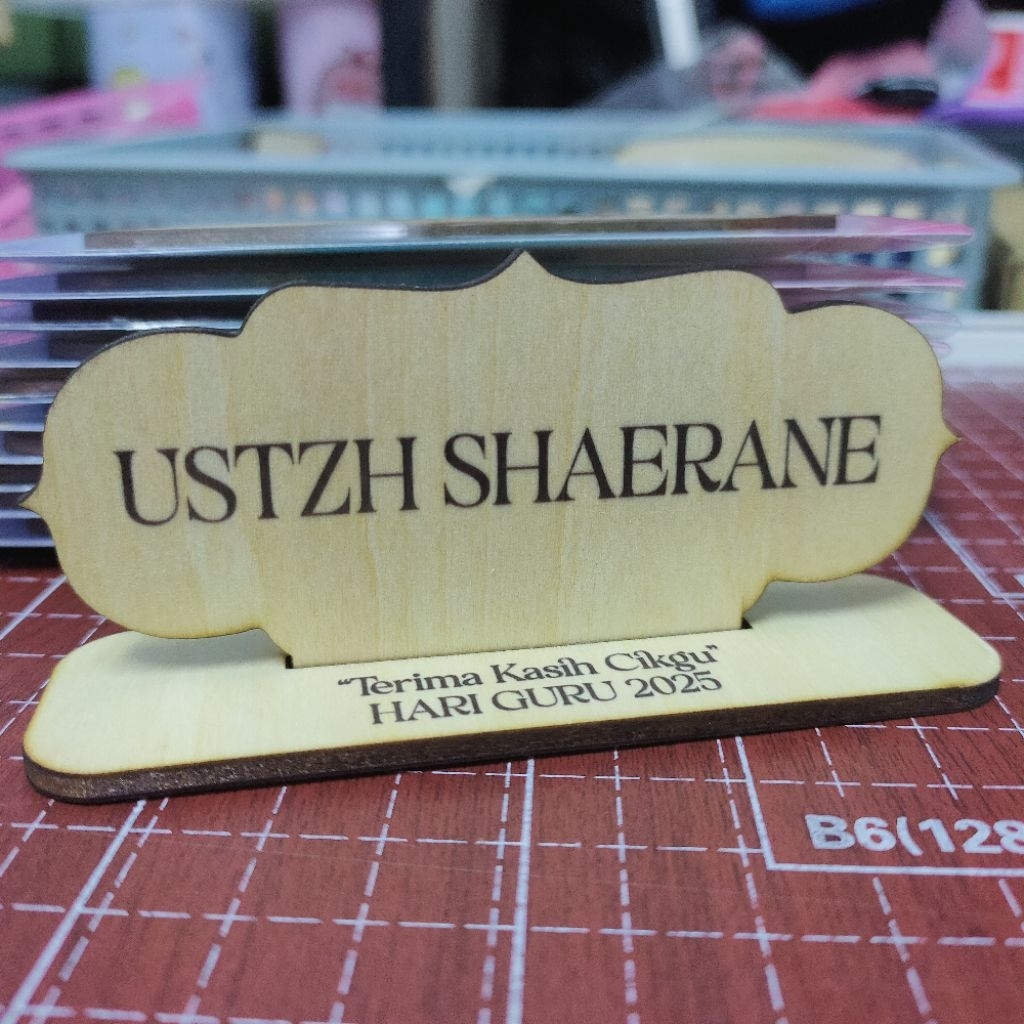 USTZH SHAERANE
“Terima Kasih Cikgu”
HARI GURU 2025
B6(128